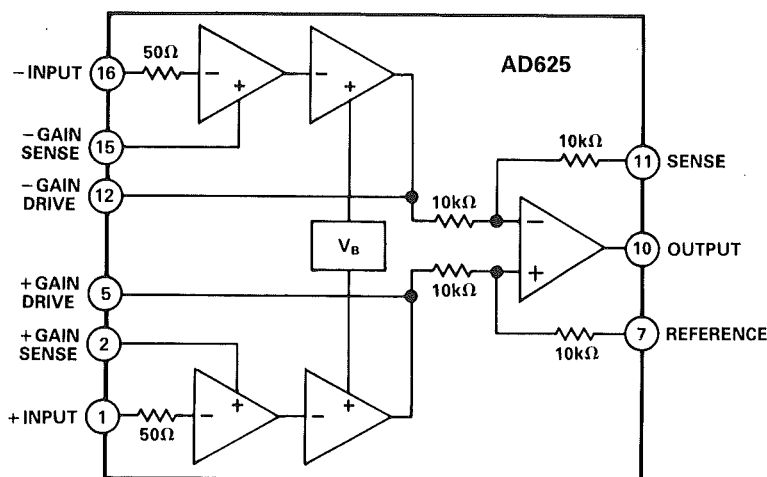 AD625
50Ω
−INPUT
16
−
+
−
+
−GAIN
SENSE
15
−GAIN
DRIVE
12
10kΩ
11
SENSE
10kΩ
−
VB
10
OUTPUT
+GAIN
DRIVE
5
10kΩ
+
+GAIN
SENSE
2
10kΩ
7
REFERENCE
+INPUT
1
50Ω
−
+
−
+